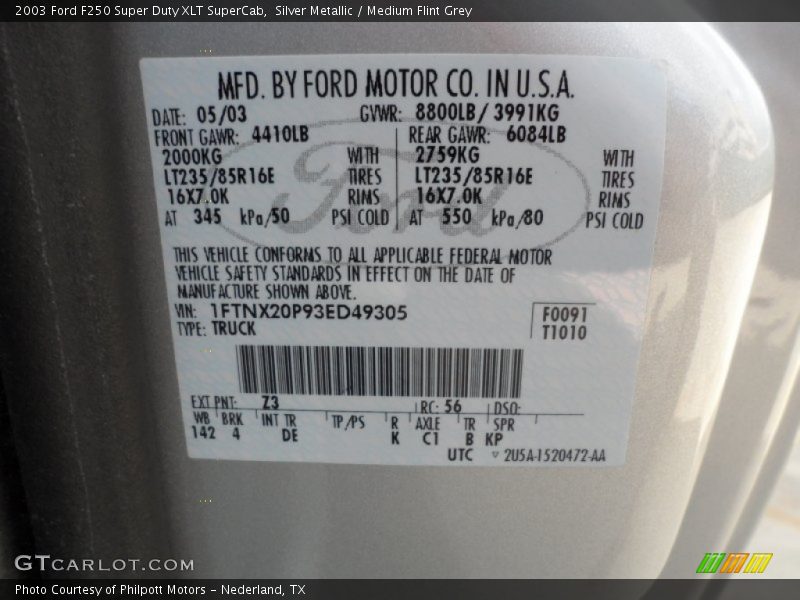 2003 Ford F250 Super Duty XLT SuperCab,  Silver Metallic / Medium Flint Grey
MFD. BY FORD MOTOR CO. IN U.S.A.
DATE: 05/03 GVWR: 8800LB/ 3991KG
FRONT GAWR: 4410LB REAR GAWR: 6084LB
2000KG WITH 2759KG WITH
LT235/85R16E TIRES LT235/85R16E TIRES
16X7.0K RIMS 16X7.0K RIMS
AT 345 kPa/50 PSI COLD AT 550 kPa/80 PSI COLD
Ford
THIS VEHICLE CONFORMS TO ALL APPLICABLE FEDERAL MOTOR
VEHICLE SAFETY STANDARDS IN EFFECT ON THE DATE OF
MANUFACTURE SHOWN ABOVE.
VIN: 1FTNX20P93ED49305 F0091
TYPE: TRUCK T1010
EXT PNT: Z3 RC: 56 DSO:
WB BRK INT TR TP/PS R AXLE TR SPR
142 4 DE K C1 B KP
UTC ▿ 2U5A-1520472-AA
GTCARLOT.COM
Photo Courtesy of Philpott Motors - Nederland, TX